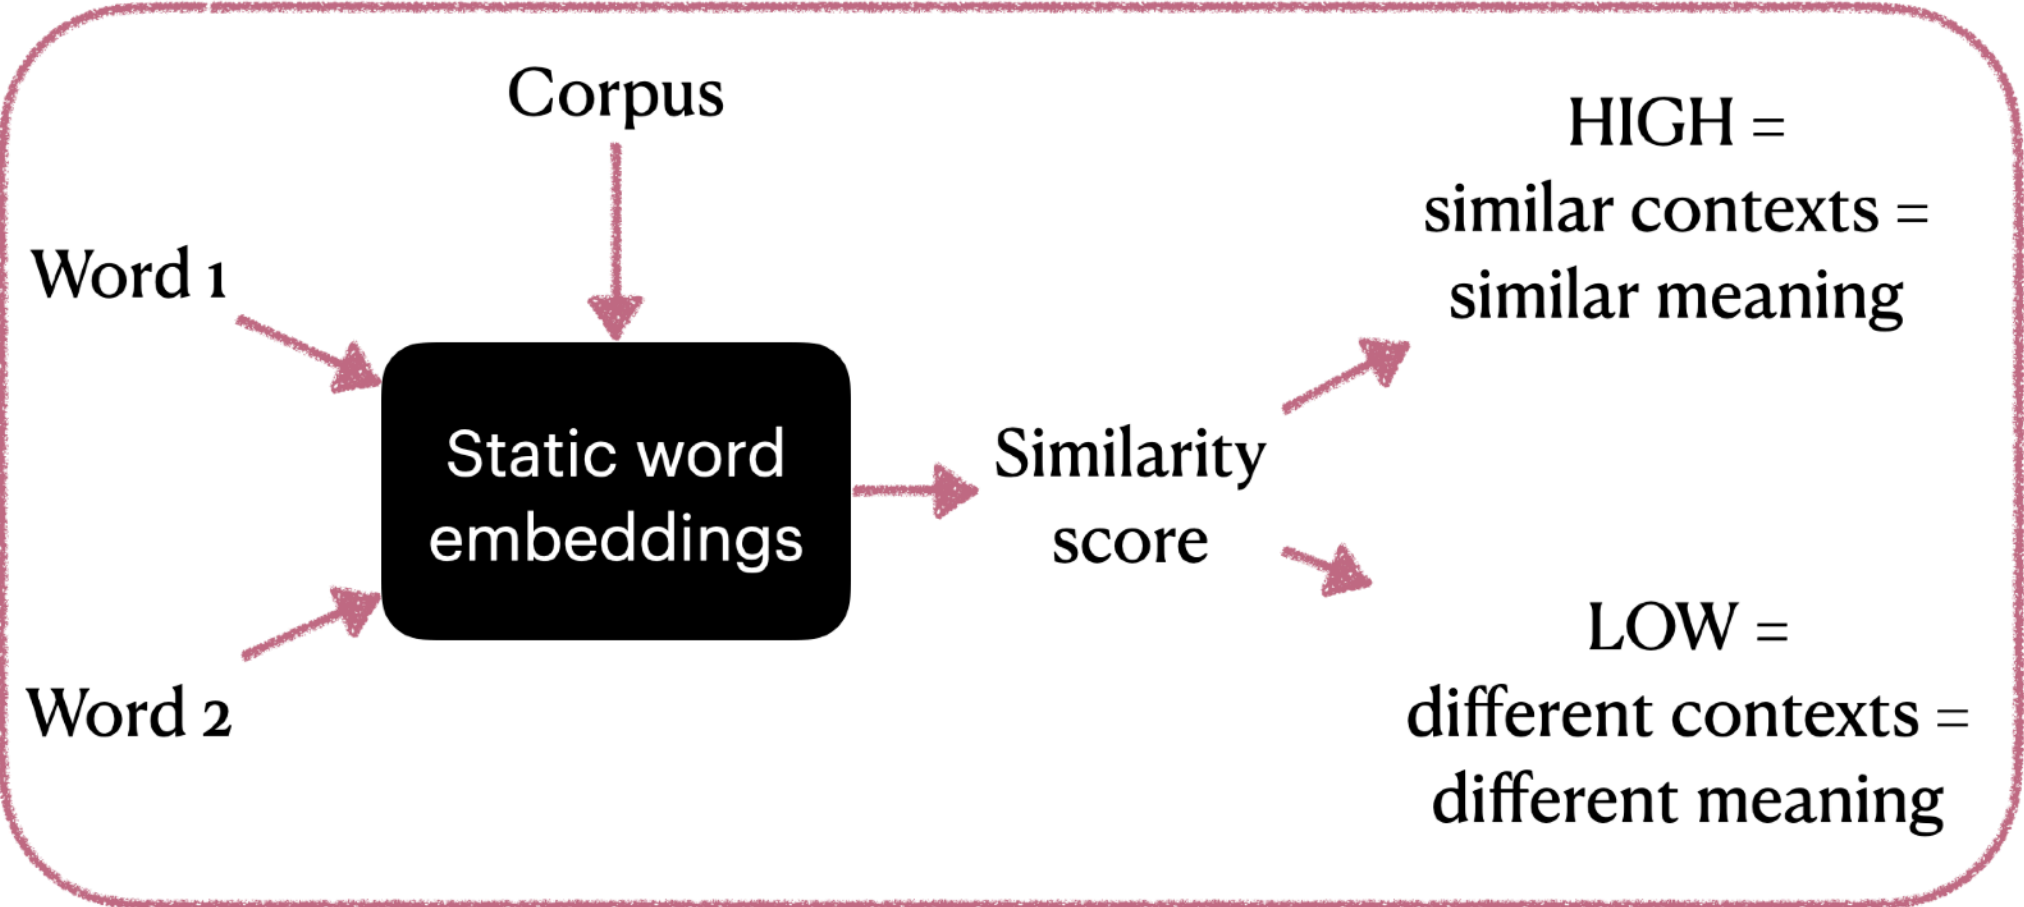 Corpus
Word 1
Word 2
Static word
embeddings
Similarity
score
HIGH =
similar contexts =
similar meaning
LOW =
different contexts =
different meaning